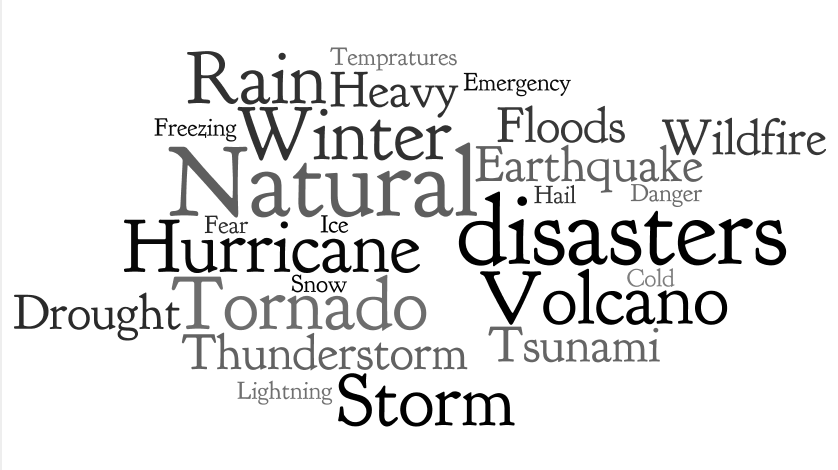 Tempratures
Rain Heavy Emergency
Freezing Winter Floods Wildfire
Natural Earthquake
Hail Danger
Fear Ice disasters
Hurricane
Snow Cold
Drought Tornado Volcano
Thunderstorm Tsunami
Lightning Storm